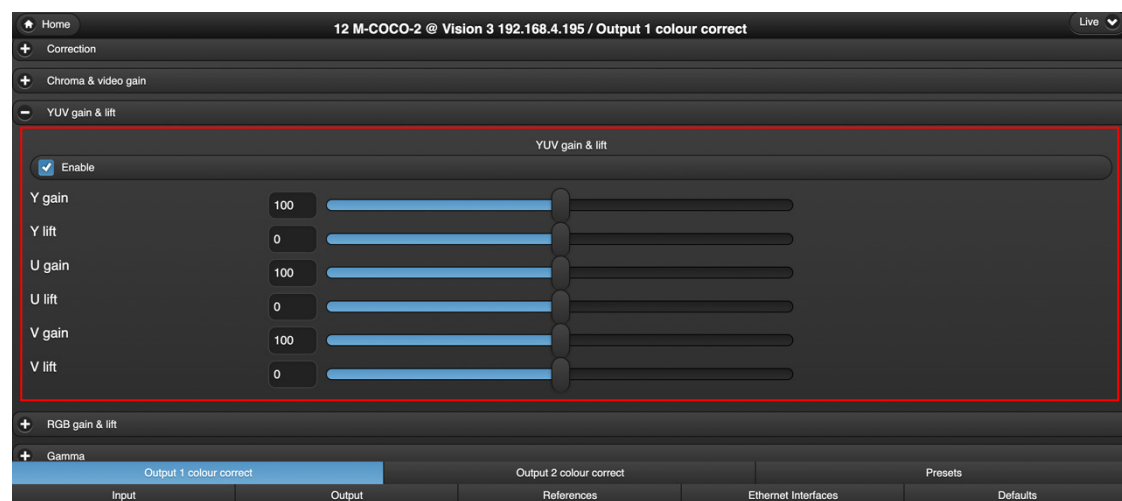 Home
12 M-COCO-2 @ Vision 3 192.168.4.195 / Output 1 colour correct
Live
Correction
Chroma & video gain
YUV gain & lift
YUV gain & lift
Enable
Y gain 100
Y lift 0
U gain 100
U lift 0
V gain 100
V lift 0
RGB gain & lift
Gamma
Output 1 colour correct Output 2 colour correct Presets
Input Output References Ethernet Interfaces Defaults